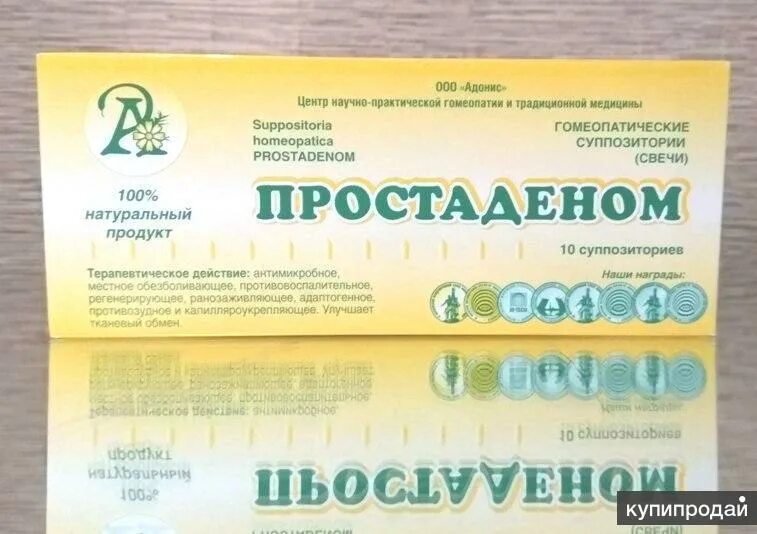 ООО «Адонис»
Центр научно-практической гомеопатии и традиционной медицины
Suppositoria
homeopatica
PROSTADENOM
ГОМЕОПАТИЧЕСКИЕ
СУППОЗИТОРИИ
(СВЕЧИ)
100%
натуральный
продукт
ПРОСТАДЕНОМ
10 суппозиториев
Терапевтическое действие: антимикробное,
местное обезболивающее, противовоспалительное,
регенерирующее, ранозаживляющее, адаптогенное,
противозудное и капилляроукрепляющее. Улучшает
тканевый обмен.
Наши награды:
купипродай